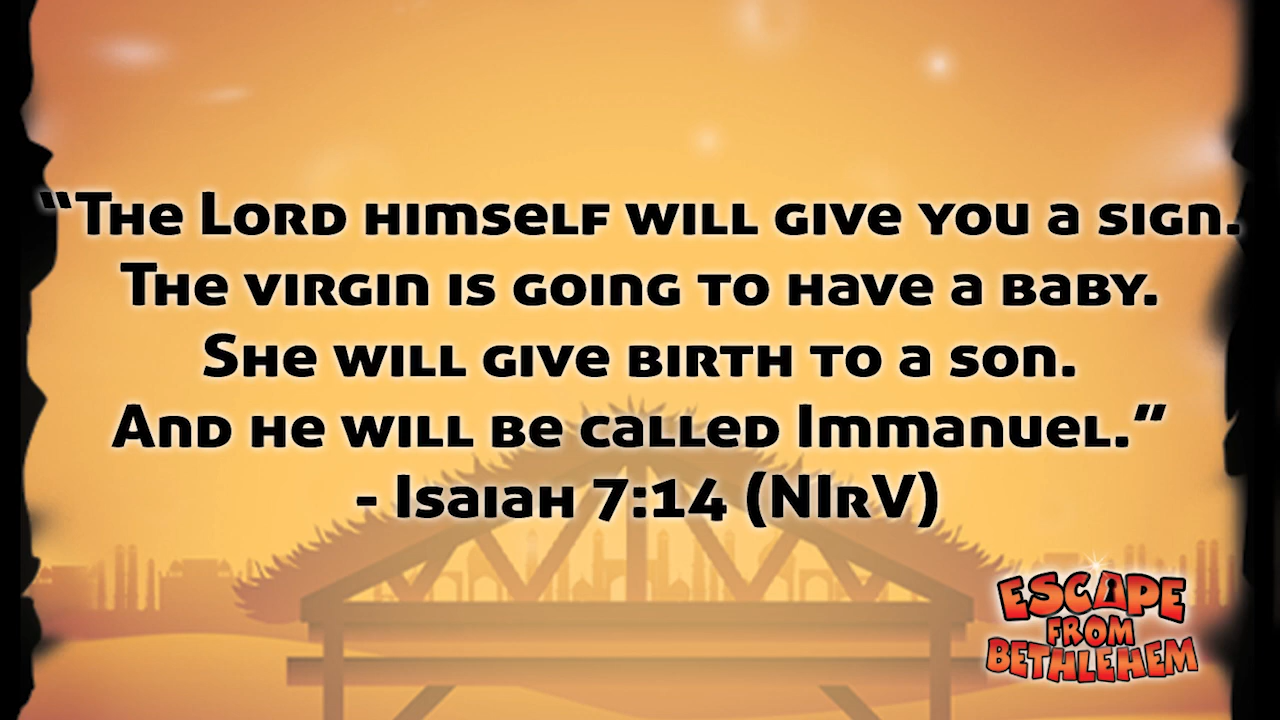 “The Lord himself will give you a sign.
The virgin is going to have a baby.
She will give birth to a son.
And he will be called Immanuel.”
- Isaiah 7:14 (NIrV)
ESCAPE
FROM
BETHLEHEM